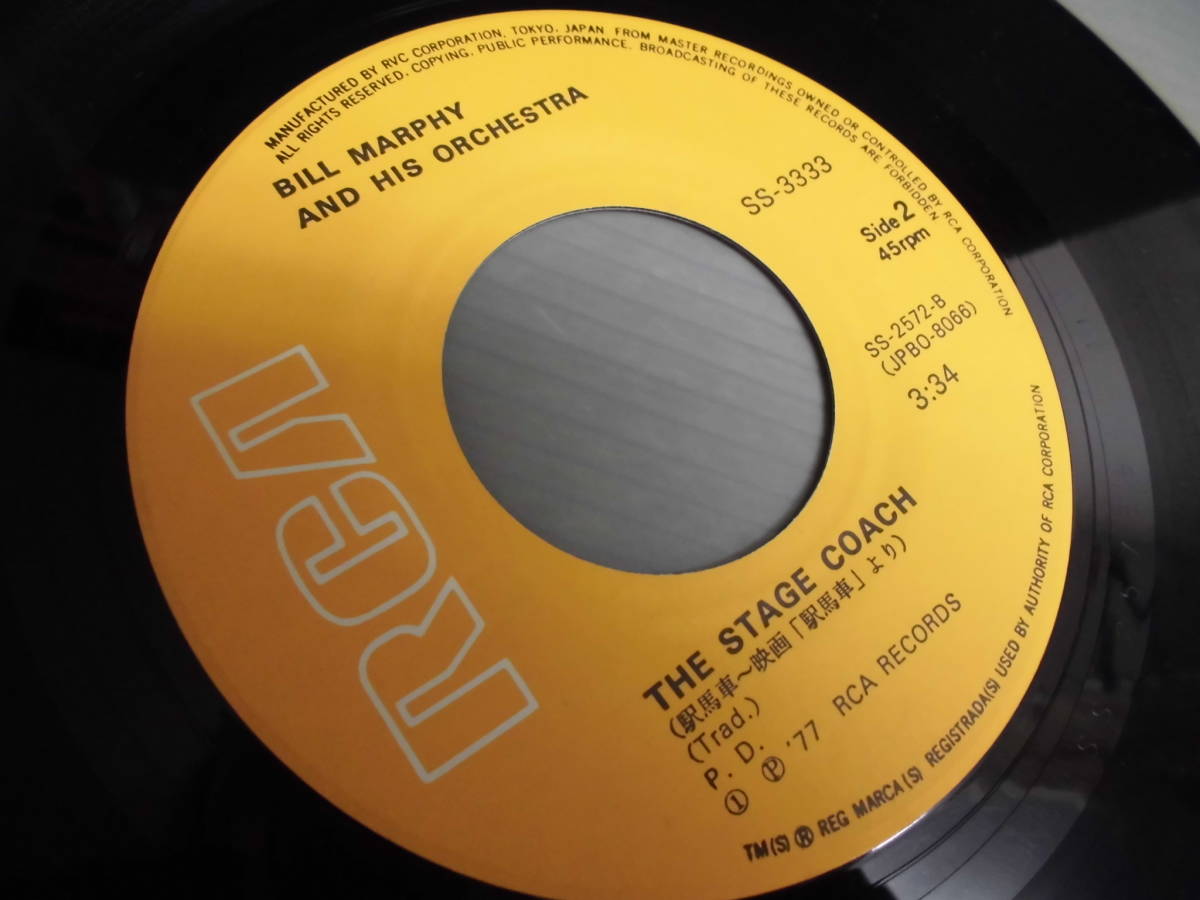 MANUFACTURED BY RVC CORPORATION, TOKYO, JAPAN FROM MASTER RECORDINGS OWNED OR CONTROLLED BY RCA CORPORATION
ALL RIGHTS RESERVED. COPYING, PUBLIC PERFORMANCE, BROADCASTING OF THESE RECORDS ARE FORBIDDEN
BILL MARPHY
AND HIS ORCHESTRA
SS-3333
Side 2
45rpm
SS-2572-B
(JPBO-8066)
3:34
RCA
THE STAGE COACH
(駅馬車〜映画「駅馬車」より)
(Trad.)
P. D.
① ℗ '77 RCA RECORDS
TM(S) ® REG MARCA(S) REGISTRADA(S) USED BY AUTHORITY OF RCA CORPORATION